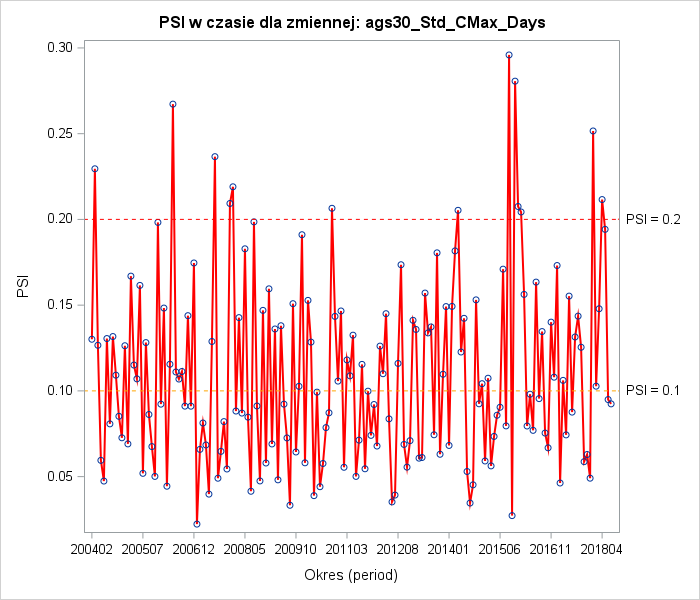 PSI w czasie dla zmiennej: ags30_Std_CMax_Days
0.30
0.25
0.20
0.15
0.10
0.05
PSI
PSI = 0.2
PSI = 0.1
200402 200507 200612 200805 200910 201103 201208 201401 201506 201611 201804
Okres (period)